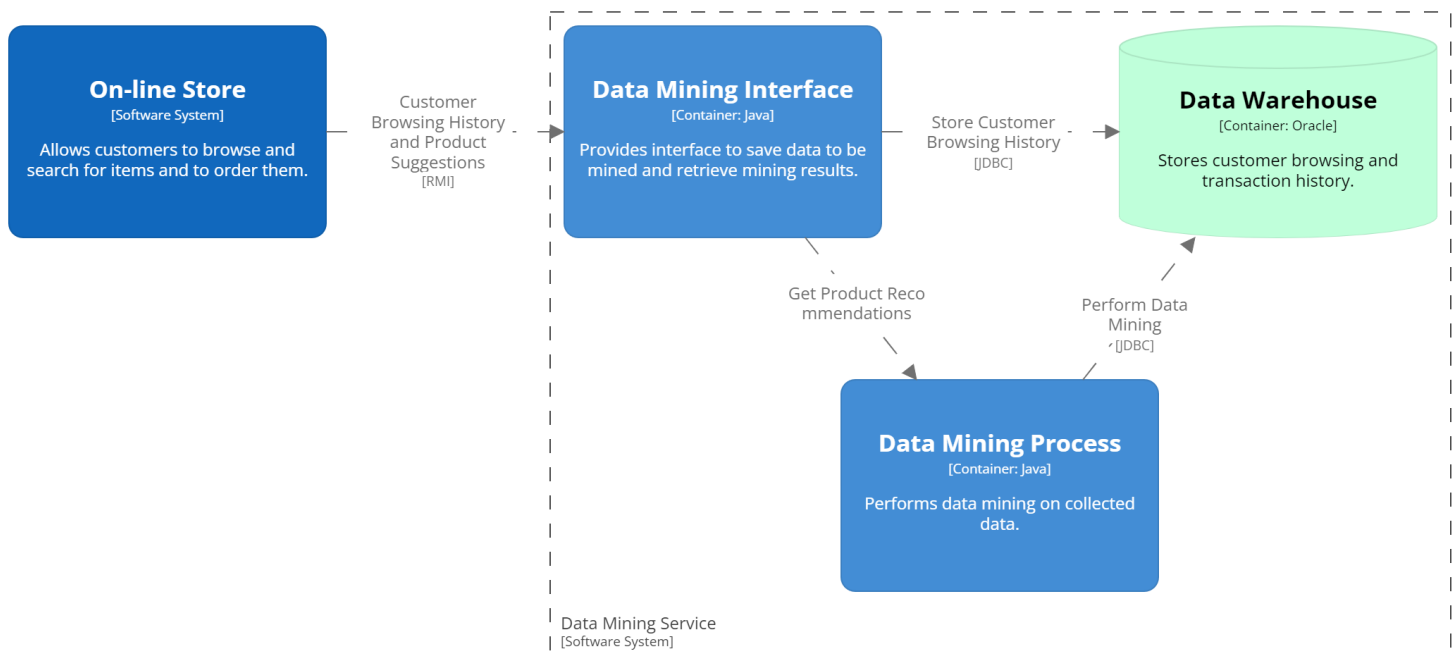 On-line Store
[Software System]
Allows customers to browse and
search for items and to order them.
Customer
Browsing History
and Product
Suggestions
[RMI]
Data Mining Interface
[Container: Java]
Provides interface to save data to be
mined and retrieve mining results.
Store Customer
Browsing History
[JDBC]
Data Warehouse
[Container: Oracle]
Stores customer browsing and
transaction history.
Get Product Reco
mmendations
Perform Data
Mining
[JDBC]
Data Mining Process
[Container: Java]
Performs data mining on collected
data.
Data Mining Service
[Software System]